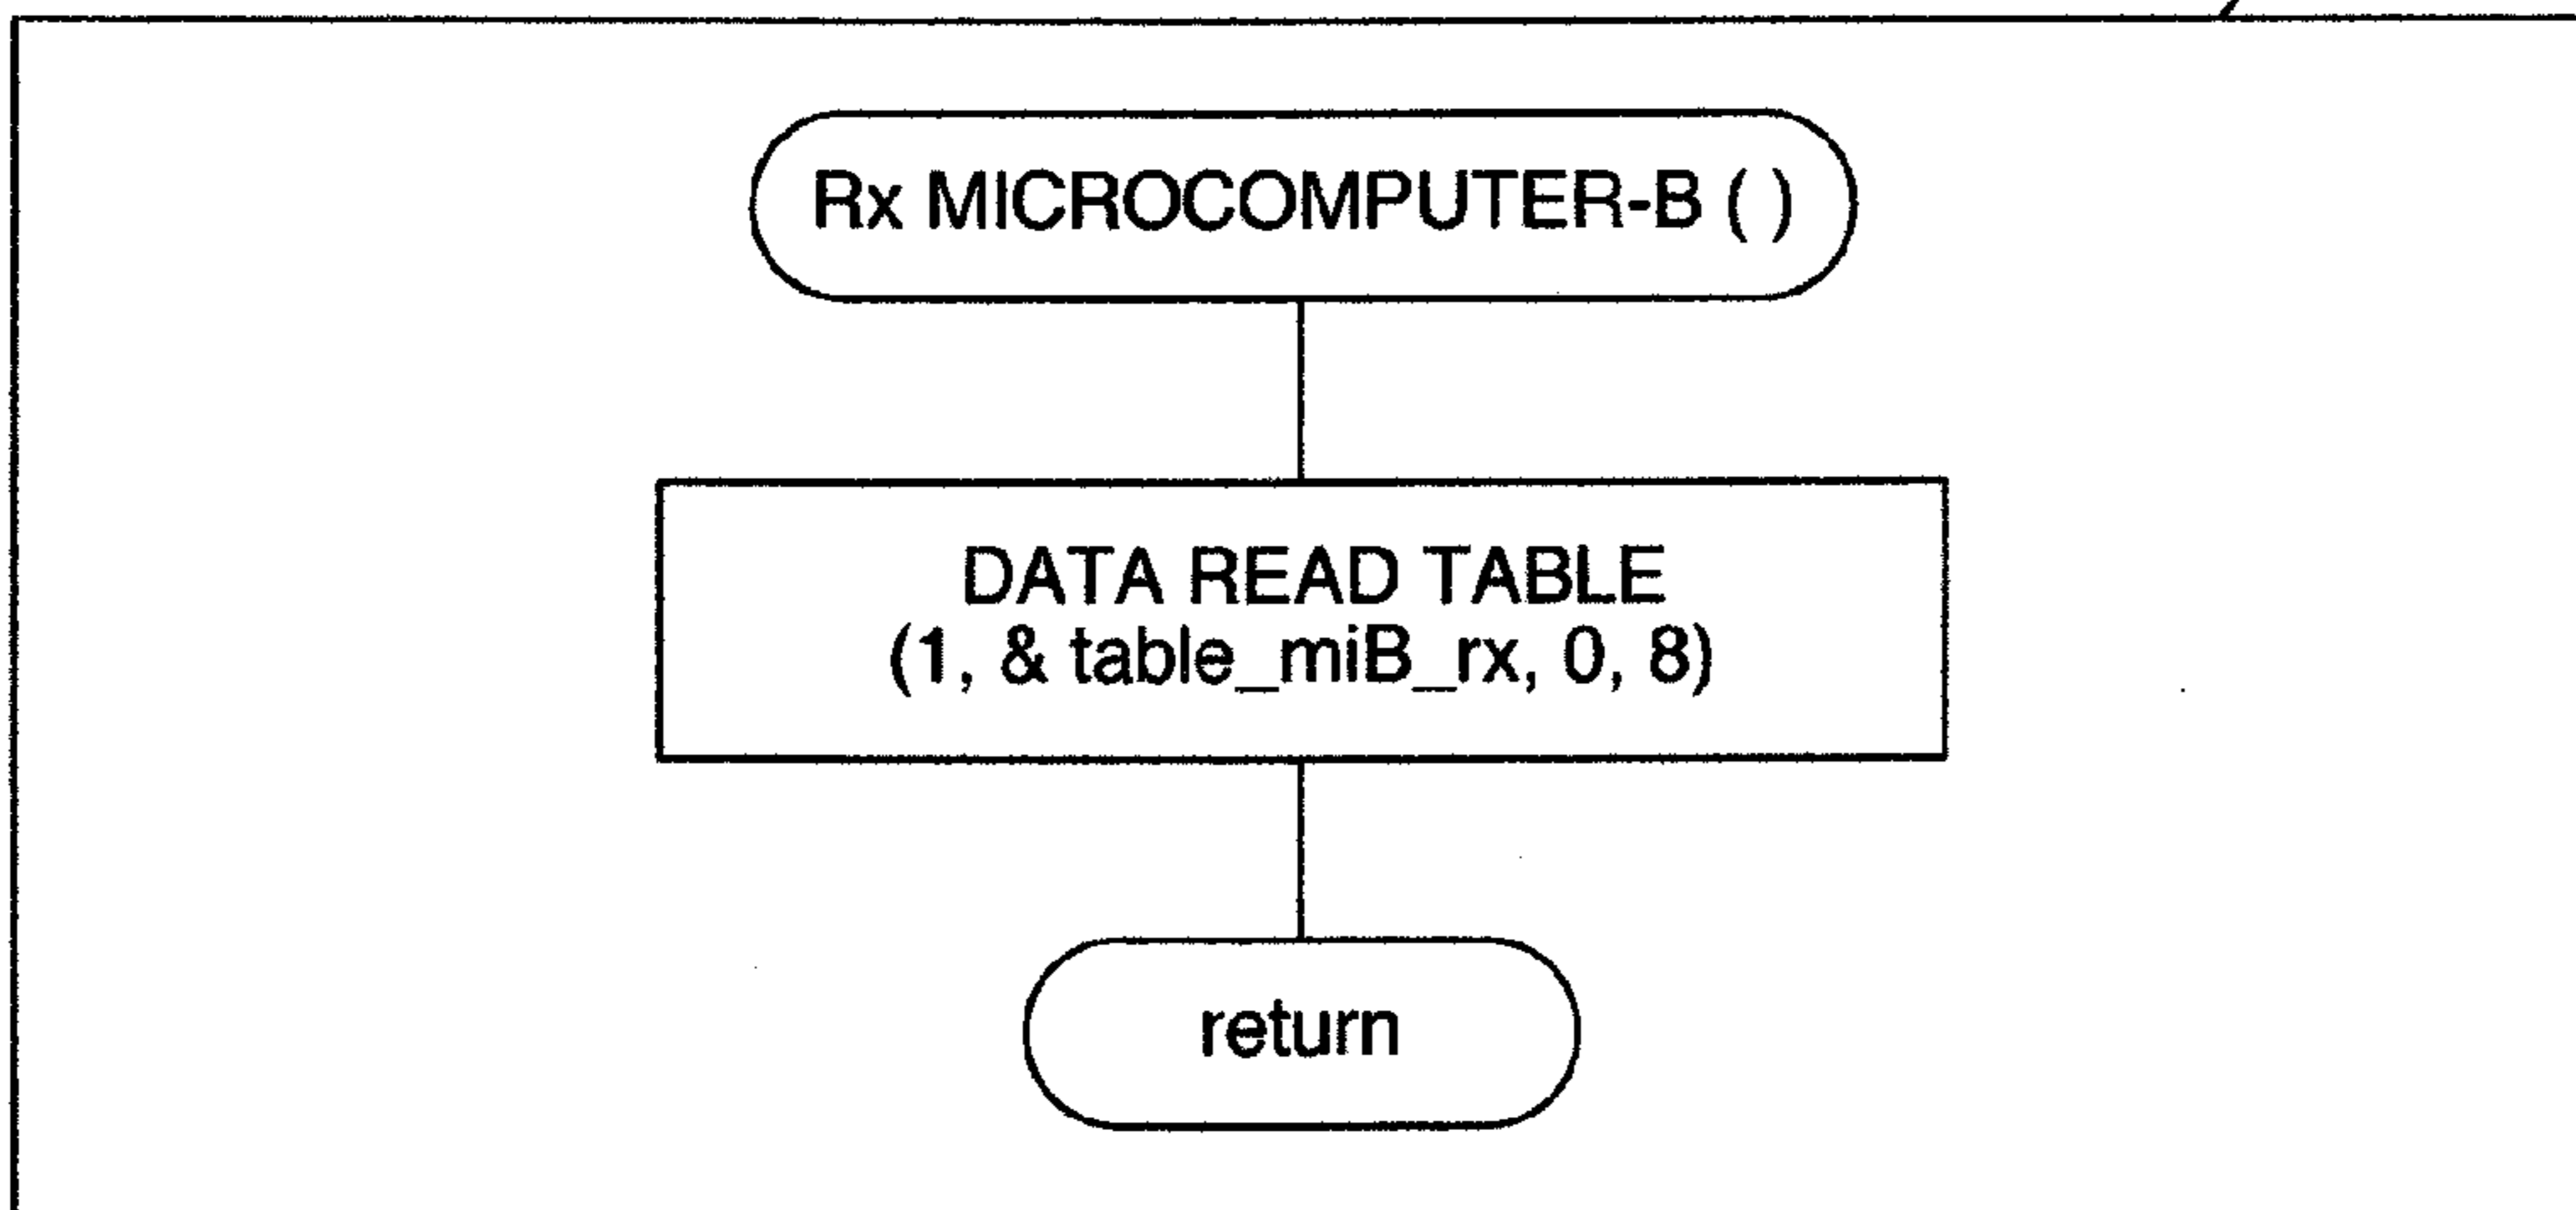 Rx MICROCOMPUTER-B ( )
DATA READ TABLE
(1, & table_miB_rx, 0, 8)
return